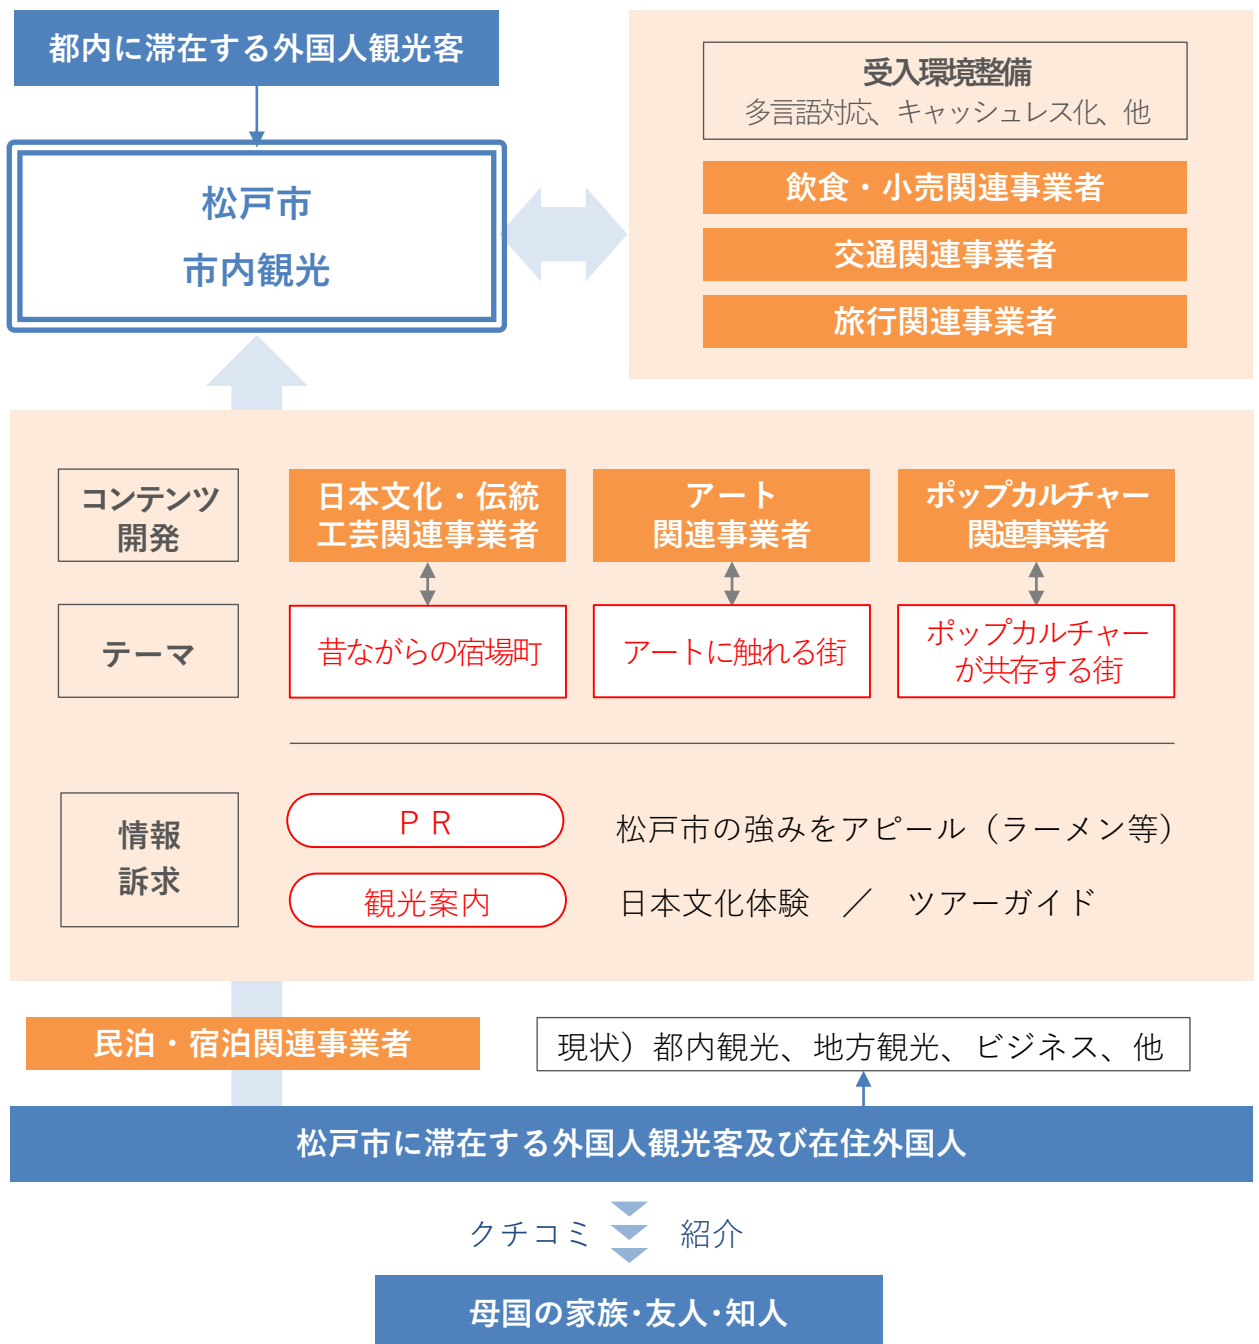 都内に滞在する外国人観光客
松戸市
市内観光
受入環境整備
多言語対応、キャッシュレス化、他
飲食・小売関連事業者
交通関連事業者
旅行関連事業者
コンテンツ
開発
日本文化・伝統
工芸関連事業者
アート
関連事業者
ポップカルチャー
関連事業者
テーマ
昔ながらの宿場町
アートに触れる街
ポップカルチャー
が共存する街
情報
訴求
ＰＲ
松戸市の強みをアピール（ラーメン等）
観光案内
日本文化体験　／　ツアーガイド
民泊・宿泊関連事業者
現状）都内観光、地方観光、ビジネス、他
松戸市に滞在する外国人観光客及び在住外国人
クチコミ
紹介
母国の家族・友人・知人